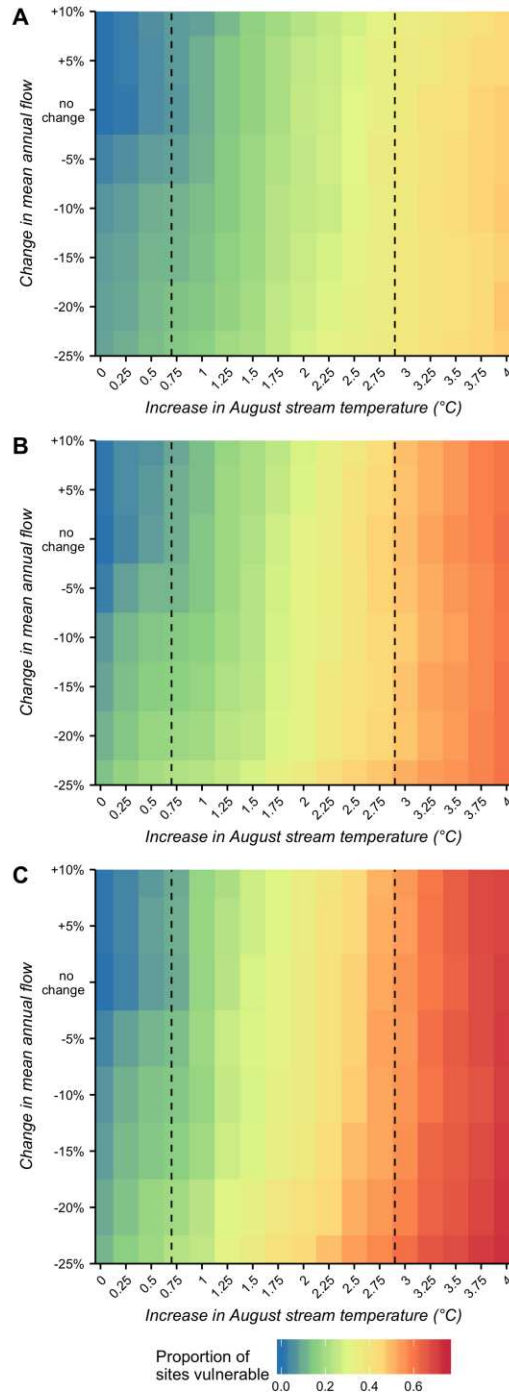 A
+10%
+5%
no
change
-5%
-10%
-15%
-20%
-25%
Change in mean annual flow
0 0.25 0.5 0.75 1 1.25 1.5 1.75 2 2.25 2.5 2.75 3 3.25 3.5 3.75 4
Increase in August stream temperature (°C)
B
+10%
+5%
no
change
-5%
-10%
-15%
-20%
-25%
Change in mean annual flow
0 0.25 0.5 0.75 1 1.25 1.5 1.75 2 2.25 2.5 2.75 3 3.25 3.5 3.75 4
Increase in August stream temperature (°C)
C
+10%
+5%
no
change
-5%
-10%
-15%
-20%
-25%
Change in mean annual flow
0 0.25 0.5 0.75 1 1.25 1.5 1.75 2 2.25 2.5 2.75 3 3.25 3.5 3.75 4
Increase in August stream temperature (°C)
Proportion of
sites vulnerable
0.0 0.2 0.4 0.6